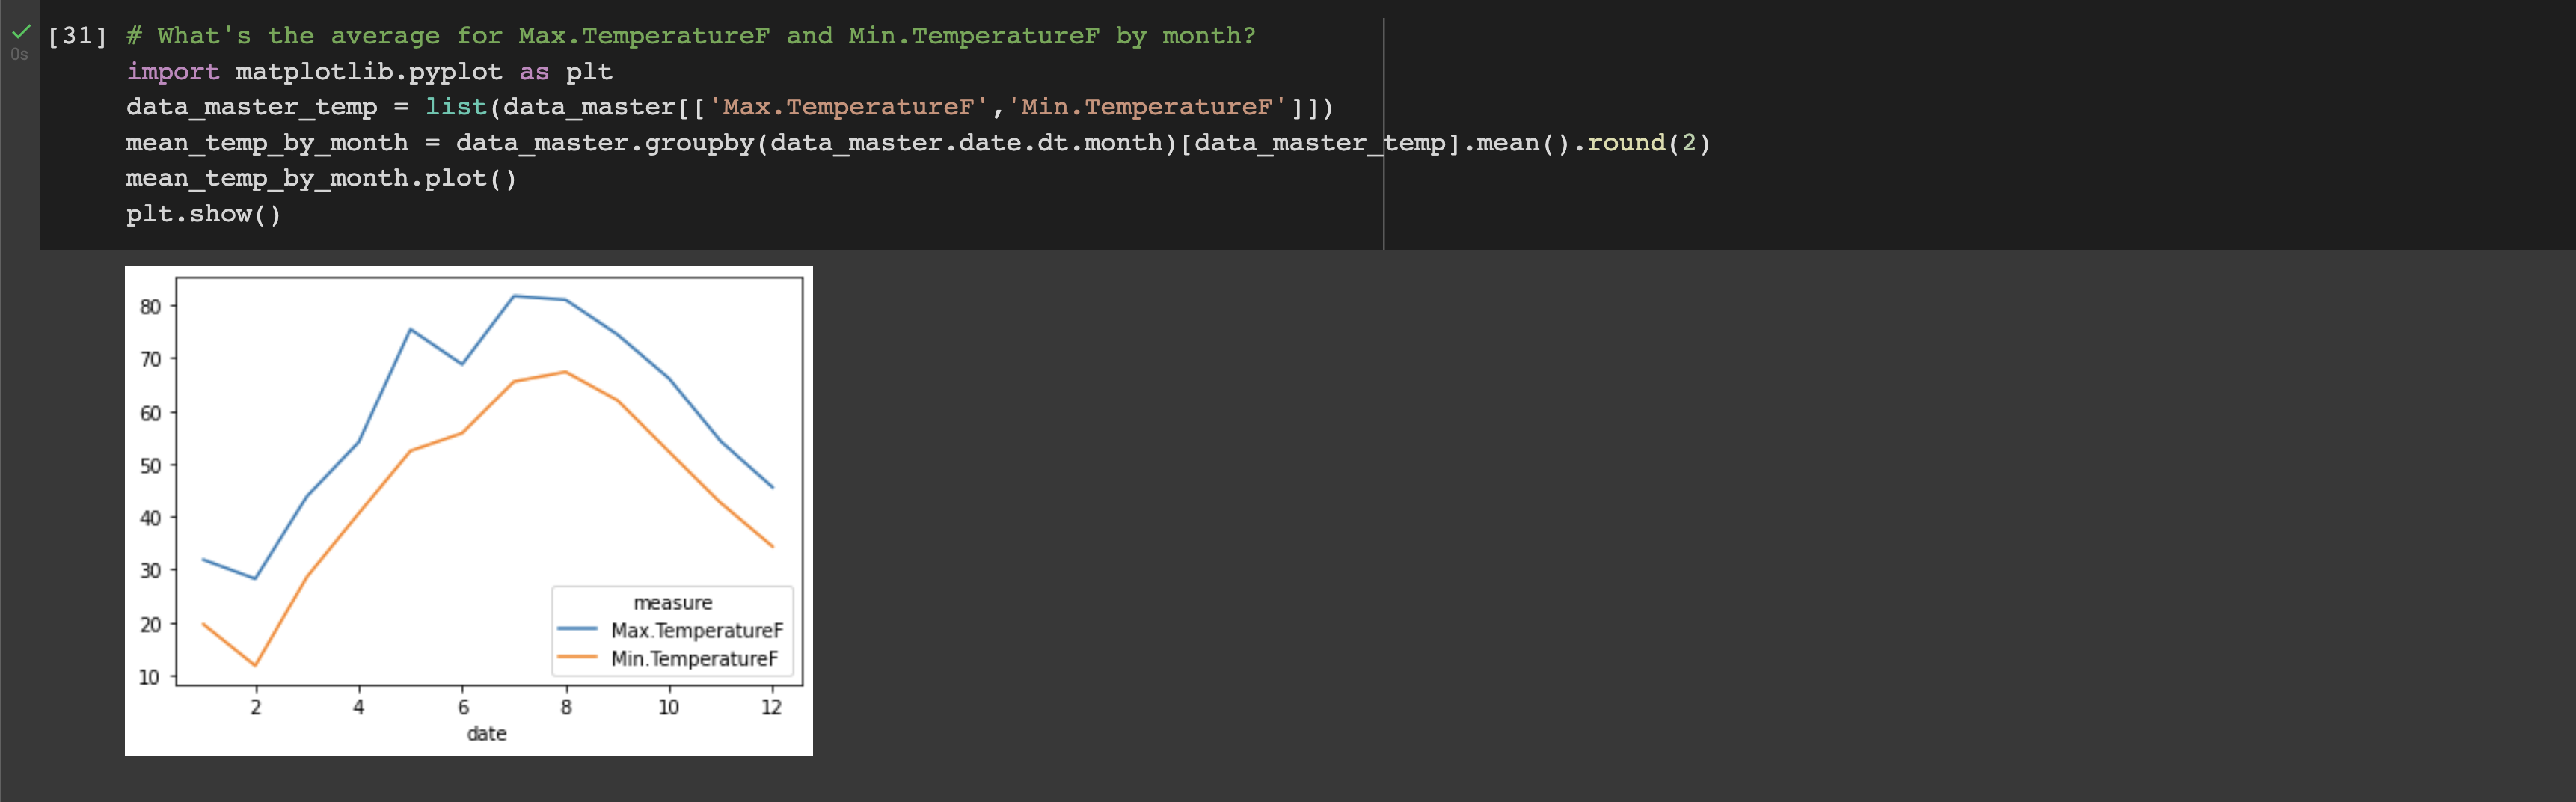 [31] # What's the average for Max.TemperatureF and Min.TemperatureF by month?
0s
import matplotlib.pyplot as plt
data_master_temp = list(data_master[['Max.TemperatureF','Min.TemperatureF']])
mean_temp_by_month = data_master.groupby(data_master.date.dt.month)[data_master_temp].mean().round(2)
mean_temp_by_month.plot()
plt.show()
80
70
60
50
40
30
20
10
measure
Max.TemperatureF
Min.TemperatureF
2 4 6 8 10 12
date